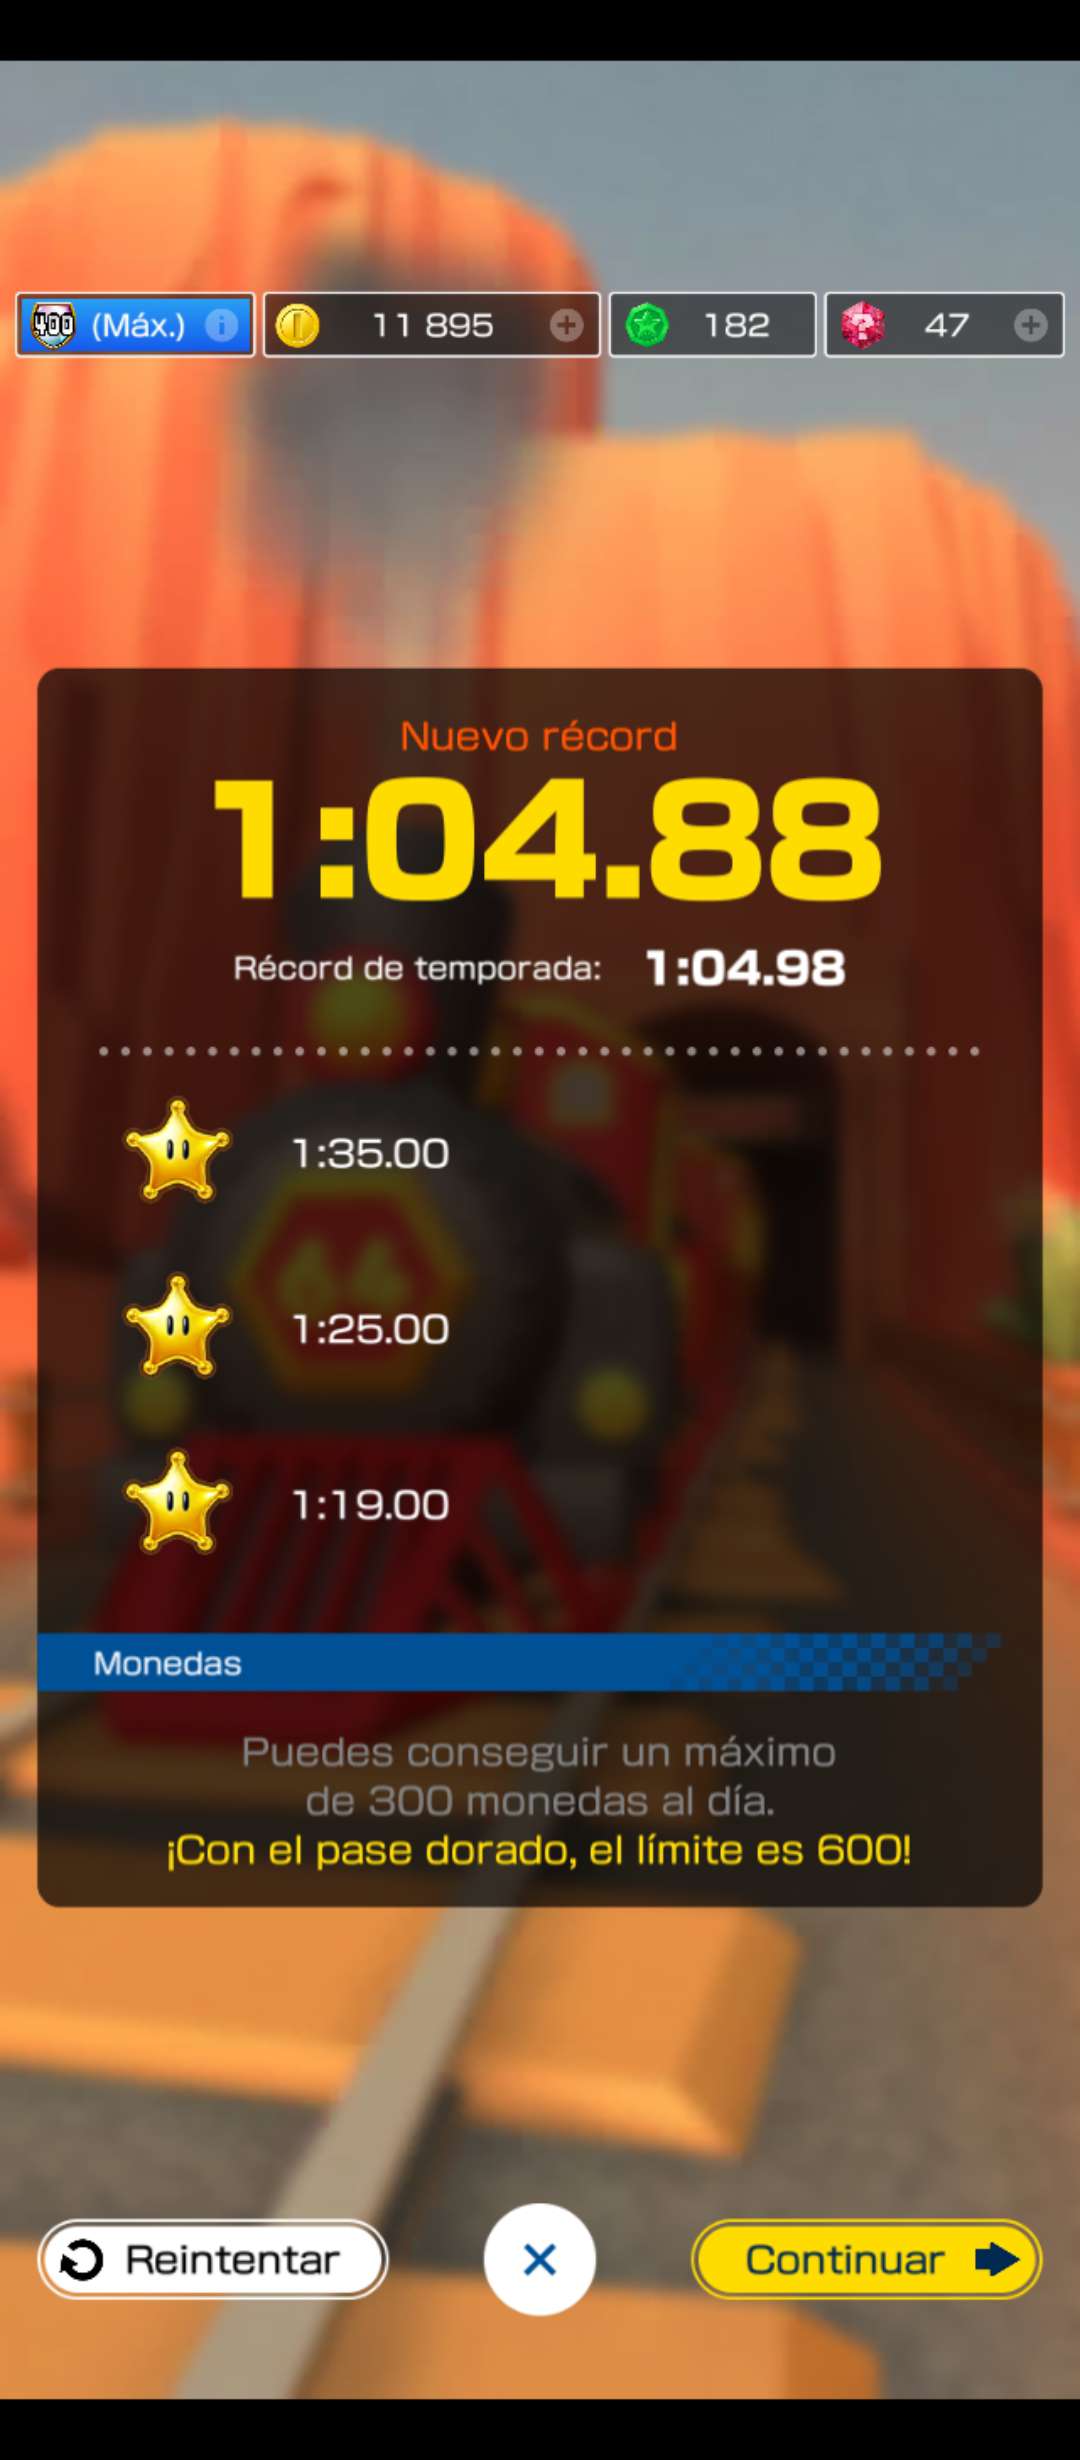 400 (Máx.) i 11 895 + 182 ? 47 +
Nuevo récord
1:04.88
Récord de temporada: 1:04.98
1:35.00
1:25.00
1:19.00
Monedas
Puedes conseguir un máximo
de 300 monedas al día.
¡Con el pase dorado, el límite es 600!
Reintentar × Continuar